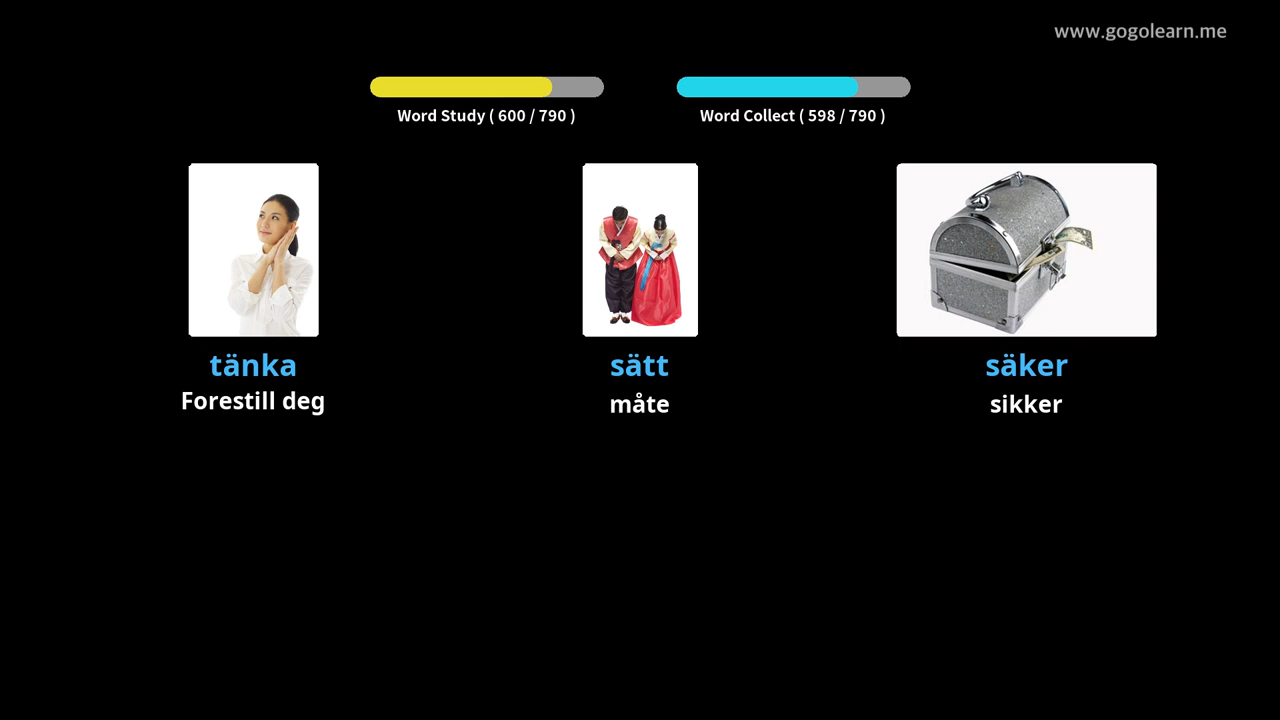 www.gogolearn.me
Word Study ( 600 / 790 )
Word Collect ( 598 / 790 )
tänka
Forestill deg
sätt
måte
säker
sikker